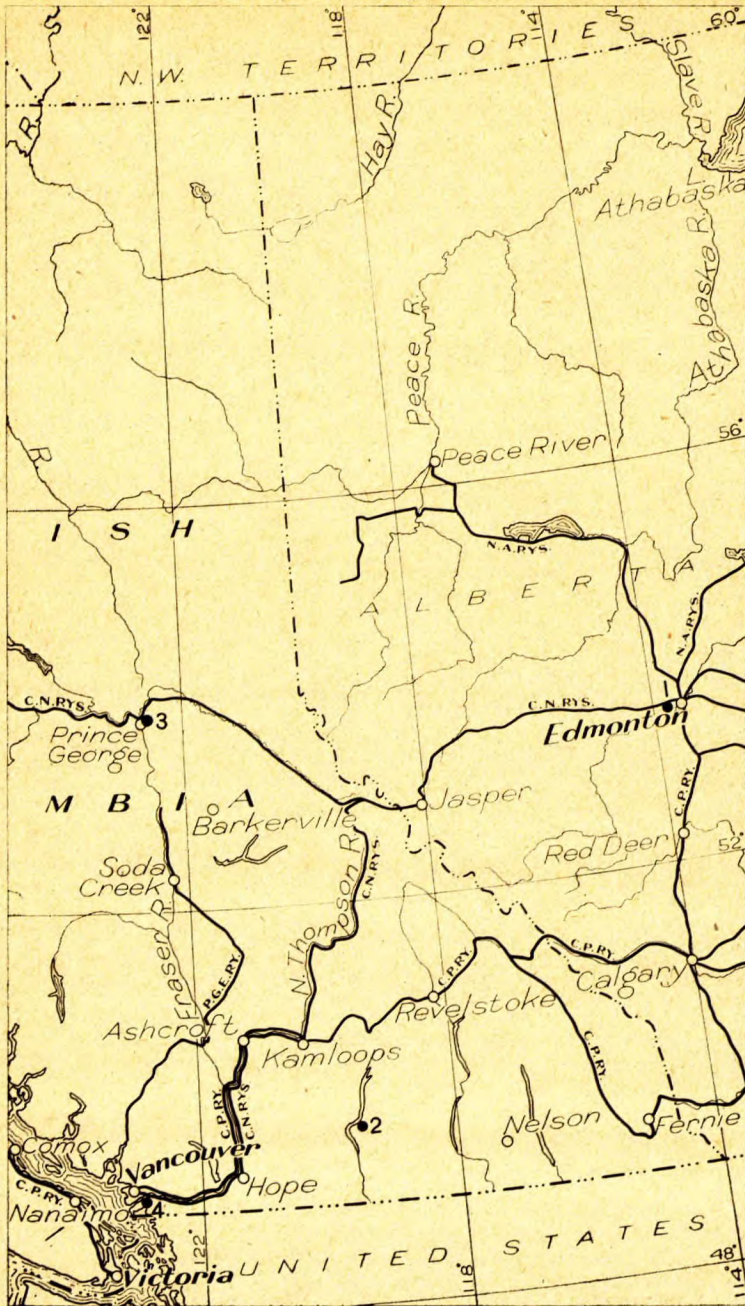 122°
118°
114°
60°
N.W. TERRITORIES
R.
Hay R.
Slave R.
L.
Athabaska
Athabaska R.
Peace R.
56°
Peace River
R.
ISH
N.A.RYS.
ALBERTA
N.A.RYS.
C.N.RYS.
C.N.RYS.
1
Edmonton
3
Prince
George
MBIA
Barkerville
Jasper
C.P.RY.
Red Deer
52°
Soda
Creek
N. Thompson R.
C.N.RYS.
Fraser R.
P.G.E.RY.
C.P.RY.
C.P.RY.
Calgary
Revelstoke
Ashcroft
Kamloops
C.P.RY.
C.P.RY.
C.N.RYS
2
Nelson
Fernie
Comox
Vancouver
C.P.RY.
Hope
Nanaimo
4
Victoria
122°
UNITED STATES
118°
48°
114°